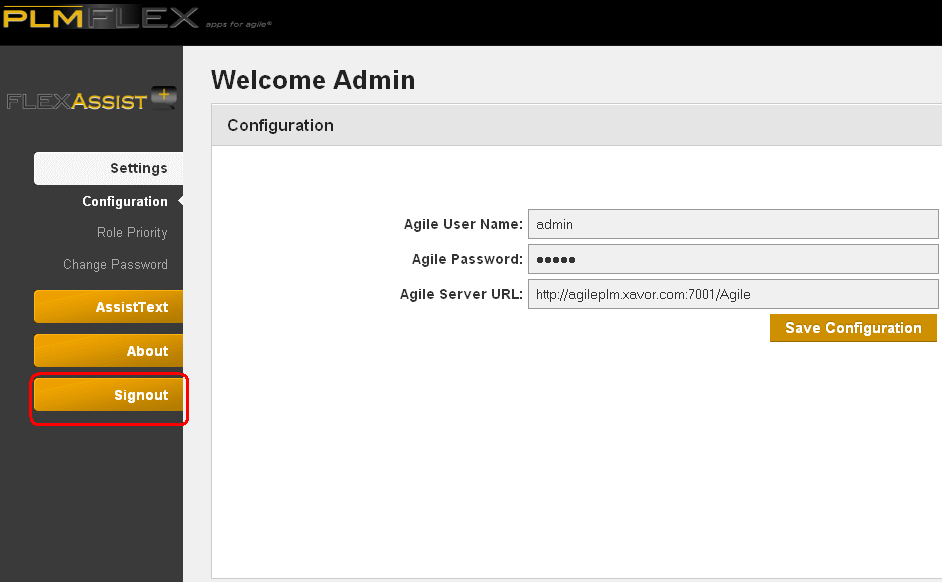 PLMFLEX apps for agile®
FLEXASSIST +
Welcome Admin
Configuration
Settings
Configuration
Role Priority
Change Password
AssistText
About
Signout
Agile User Name: admin
Agile Password: •••••
Agile Server URL: http://agileplm.xavor.com:7001/Agile
Save Configuration